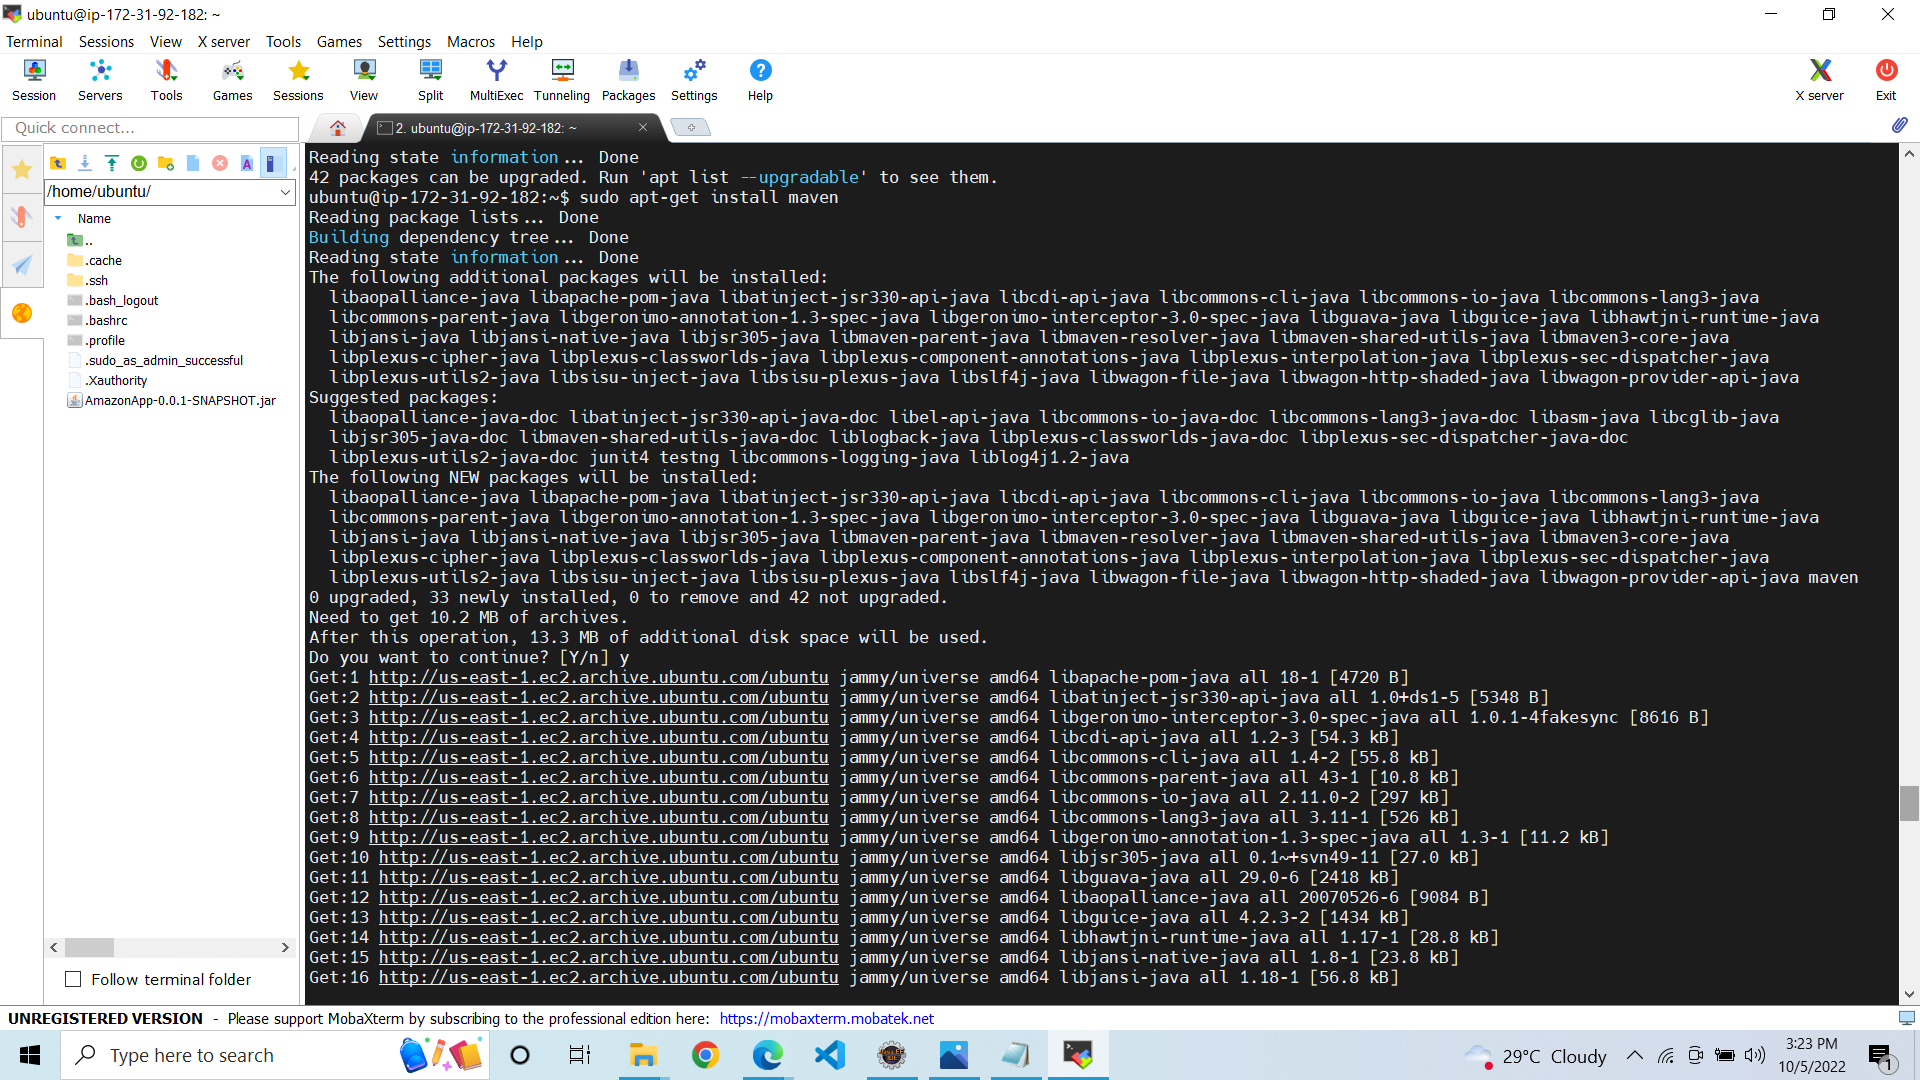 ubuntu@ip-172-31-92-182: ~
Terminal Sessions View X server Tools Games Settings Macros Help
Session Servers Tools Games Sessions View Split MultiExec Tunneling Packages Settings Help X server Exit
Quick connect...
2. ubuntu@ip-172-31-92-182: ~
/home/ubuntu/
Name
..
.cache
.ssh
.bash_logout
.bashrc
.profile
.sudo_as_admin_successful
.Xauthority
AmazonApp-0.0.1-SNAPSHOT.jar
Follow terminal folder
Reading state information... Done
42 packages can be upgraded. Run 'apt list --upgradable' to see them.
ubuntu@ip-172-31-92-182:~$ sudo apt-get install maven
Reading package lists... Done
Building dependency tree... Done
Reading state information... Done
The following additional packages will be installed:
libaopalliance-java libapache-pom-java libatinject-jsr330-api-java libcdi-api-java libcommons-cli-java libcommons-io-java libcommons-lang3-java
libcommons-parent-java libgeronimo-annotation-1.3-spec-java libgeronimo-interceptor-3.0-spec-java libguava-java libguice-java libhawtjni-runtime-java
libjansi-java libjansi-native-java libjsr305-java libmaven-parent-java libmaven-resolver-java libmaven-shared-utils-java libmaven3-core-java
libplexus-cipher-java libplexus-classworlds-java libplexus-component-annotations-java libplexus-interpolation-java libplexus-sec-dispatcher-java
libplexus-utils2-java libsisu-inject-java libsisu-plexus-java libslf4j-java libwagon-file-java libwagon-http-shaded-java libwagon-provider-api-java
Suggested packages:
libaopalliance-java-doc libatinject-jsr330-api-java-doc libel-api-java libcommons-io-java-doc libcommons-lang3-java-doc libasm-java libcglib-java
libjsr305-java-doc libmaven-shared-utils-java-doc liblogback-java libplexus-classworlds-java-doc libplexus-sec-dispatcher-java-doc
libplexus-utils2-java-doc junit4 testng libcommons-logging-java liblog4j1.2-java
The following NEW packages will be installed:
libaopalliance-java libapache-pom-java libatinject-jsr330-api-java libcdi-api-java libcommons-cli-java libcommons-io-java libcommons-lang3-java
libcommons-parent-java libgeronimo-annotation-1.3-spec-java libgeronimo-interceptor-3.0-spec-java libguava-java libguice-java libhawtjni-runtime-java
libjansi-java libjansi-native-java libjsr305-java libmaven-parent-java libmaven-resolver-java libmaven-shared-utils-java libmaven3-core-java
libplexus-cipher-java libplexus-classworlds-java libplexus-component-annotations-java libplexus-interpolation-java libplexus-sec-dispatcher-java
libplexus-utils2-java libsisu-inject-java libsisu-plexus-java libslf4j-java libwagon-file-java libwagon-http-shaded-java libwagon-provider-api-java maven
0 upgraded, 33 newly installed, 0 to remove and 42 not upgraded.
Need to get 10.2 MB of archives.
After this operation, 13.3 MB of additional disk space will be used.
Do you want to continue? [Y/n] y
Get:1 http://us-east-1.ec2.archive.ubuntu.com/ubuntu jammy/universe amd64 libapache-pom-java all 18-1 [4720 B]
Get:2 http://us-east-1.ec2.archive.ubuntu.com/ubuntu jammy/universe amd64 libatinject-jsr330-api-java all 1.0+ds1-5 [5348 B]
Get:3 http://us-east-1.ec2.archive.ubuntu.com/ubuntu jammy/universe amd64 libgeronimo-interceptor-3.0-spec-java all 1.0.1-4fakesync [8616 B]
Get:4 http://us-east-1.ec2.archive.ubuntu.com/ubuntu jammy/universe amd64 libcdi-api-java all 1.2-3 [54.3 kB]
Get:5 http://us-east-1.ec2.archive.ubuntu.com/ubuntu jammy/universe amd64 libcommons-cli-java all 1.4-2 [55.8 kB]
Get:6 http://us-east-1.ec2.archive.ubuntu.com/ubuntu jammy/universe amd64 libcommons-parent-java all 43-1 [10.8 kB]
Get:7 http://us-east-1.ec2.archive.ubuntu.com/ubuntu jammy/universe amd64 libcommons-io-java all 2.11.0-2 [297 kB]
Get:8 http://us-east-1.ec2.archive.ubuntu.com/ubuntu jammy/universe amd64 libcommons-lang3-java all 3.11-1 [526 kB]
Get:9 http://us-east-1.ec2.archive.ubuntu.com/ubuntu jammy/universe amd64 libgeronimo-annotation-1.3-spec-java all 1.3-1 [11.2 kB]
Get:10 http://us-east-1.ec2.archive.ubuntu.com/ubuntu jammy/universe amd64 libjsr305-java all 0.1~+svn49-11 [27.0 kB]
Get:11 http://us-east-1.ec2.archive.ubuntu.com/ubuntu jammy/universe amd64 libguava-java all 29.0-6 [2418 kB]
Get:12 http://us-east-1.ec2.archive.ubuntu.com/ubuntu jammy/universe amd64 libaopalliance-java all 20070526-6 [9084 B]
Get:13 http://us-east-1.ec2.archive.ubuntu.com/ubuntu jammy/universe amd64 libguice-java all 4.2.3-2 [1434 kB]
Get:14 http://us-east-1.ec2.archive.ubuntu.com/ubuntu jammy/universe amd64 libhawtjni-runtime-java all 1.17-1 [28.8 kB]
Get:15 http://us-east-1.ec2.archive.ubuntu.com/ubuntu jammy/universe amd64 libjansi-native-java all 1.8-1 [23.8 kB]
Get:16 http://us-east-1.ec2.archive.ubuntu.com/ubuntu jammy/universe amd64 libjansi-java all 1.18-1 [56.8 kB]
UNREGISTERED VERSION - Please support MobaXterm by subscribing to the professional edition here: https://mobaxterm.mobatek.net
Type here to search
29°C Cloudy
3:23 PM
10/5/2022
1